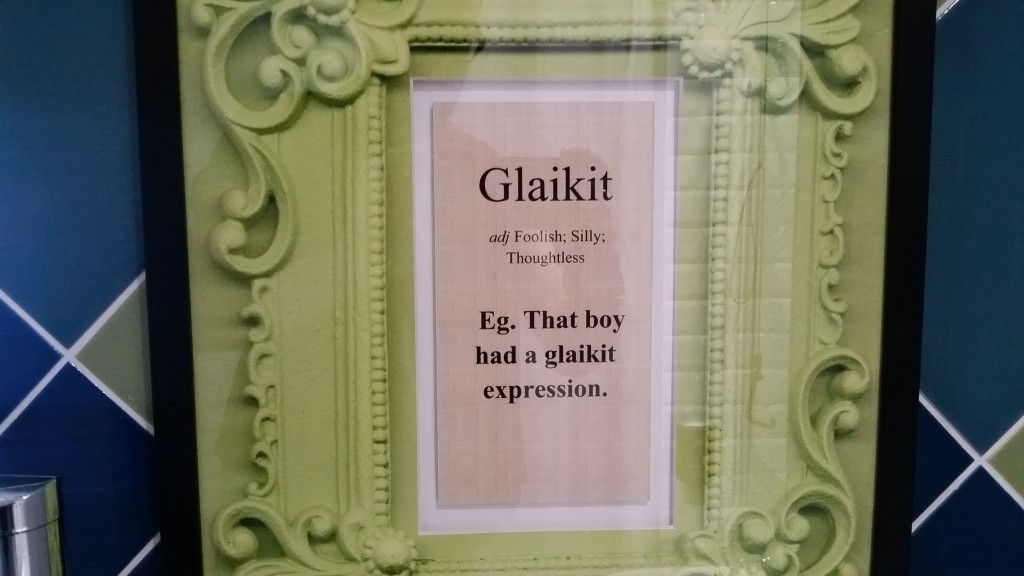 Glaikit
adj Foolish; Silly;
Thoughtless
Eg. That boy
had a glaikit
expression.